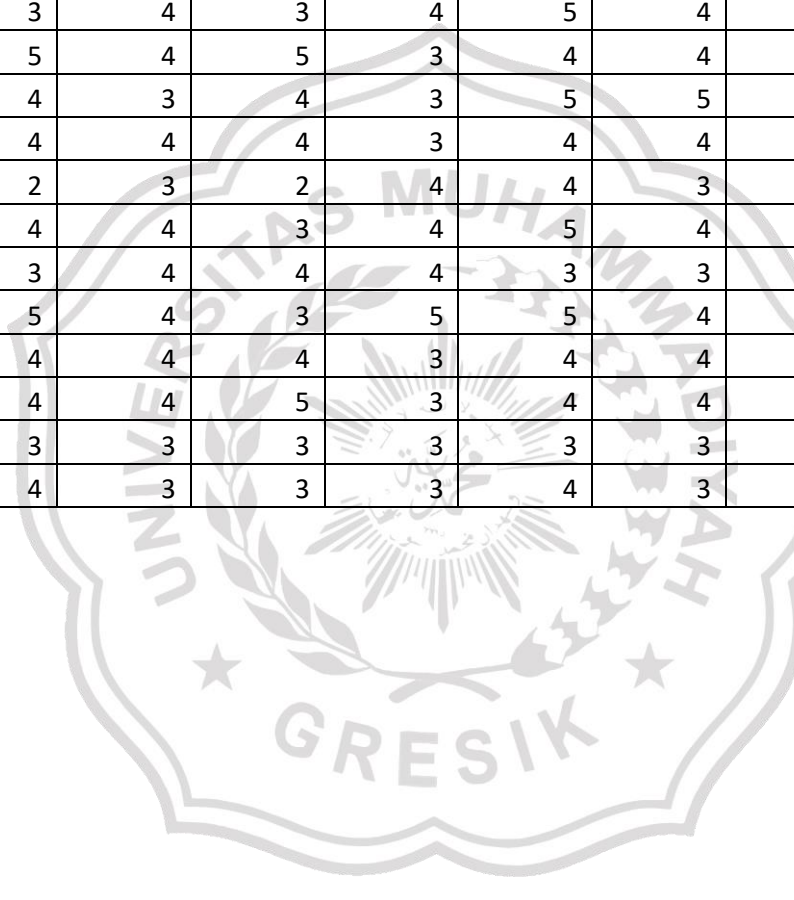 3 4 3 4 5 4
5 4 5 3 4 4
4 3 4 3 5 5
4 4 4 3 4 4
2 3 2 4 4 3
4 4 3 4 5 4
3 4 4 4 3 3
5 4 3 5 5 4
4 4 4 3 4 4
4 4 5 3 4 4
3 3 3 3 3 3
4 3 3 3 4 3
UNIVERSITAS MUHAMMADIYAH
GRESIK